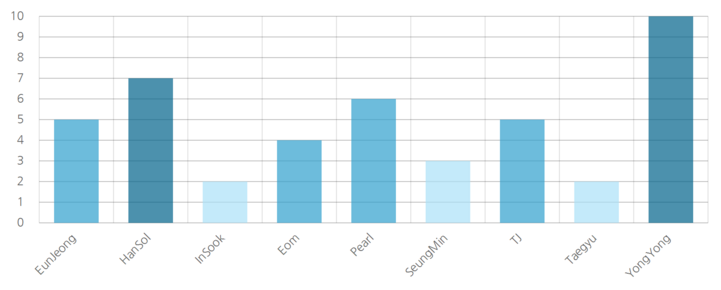 10
9
8
7
6
5
4
3
2
1
0
EunJeong
HanSol
InSook
Eom
Pearl
SeungMin
TJ
Taegyu
YongYong